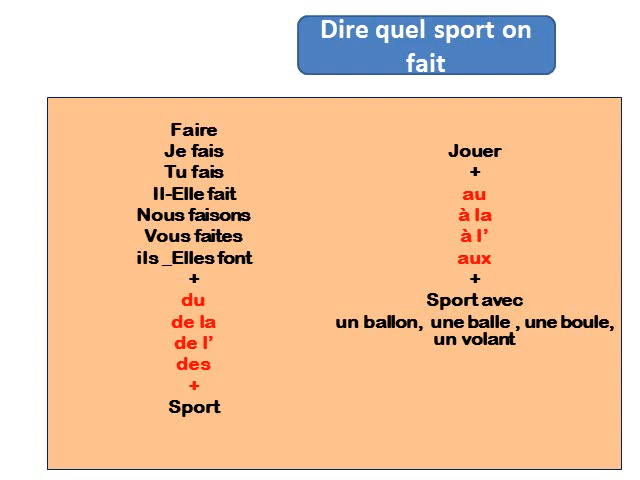 Dire quel sport on
fait
Faire
Je fais
Tu fais
Il-Elle fait
Nous faisons
Vous faites
ils _Elles font
+
du
de la
de l’
des
+
Sport
Jouer
+
au
à la
à l’
aux
+
Sport avec
un ballon, une balle , une boule,
un volant